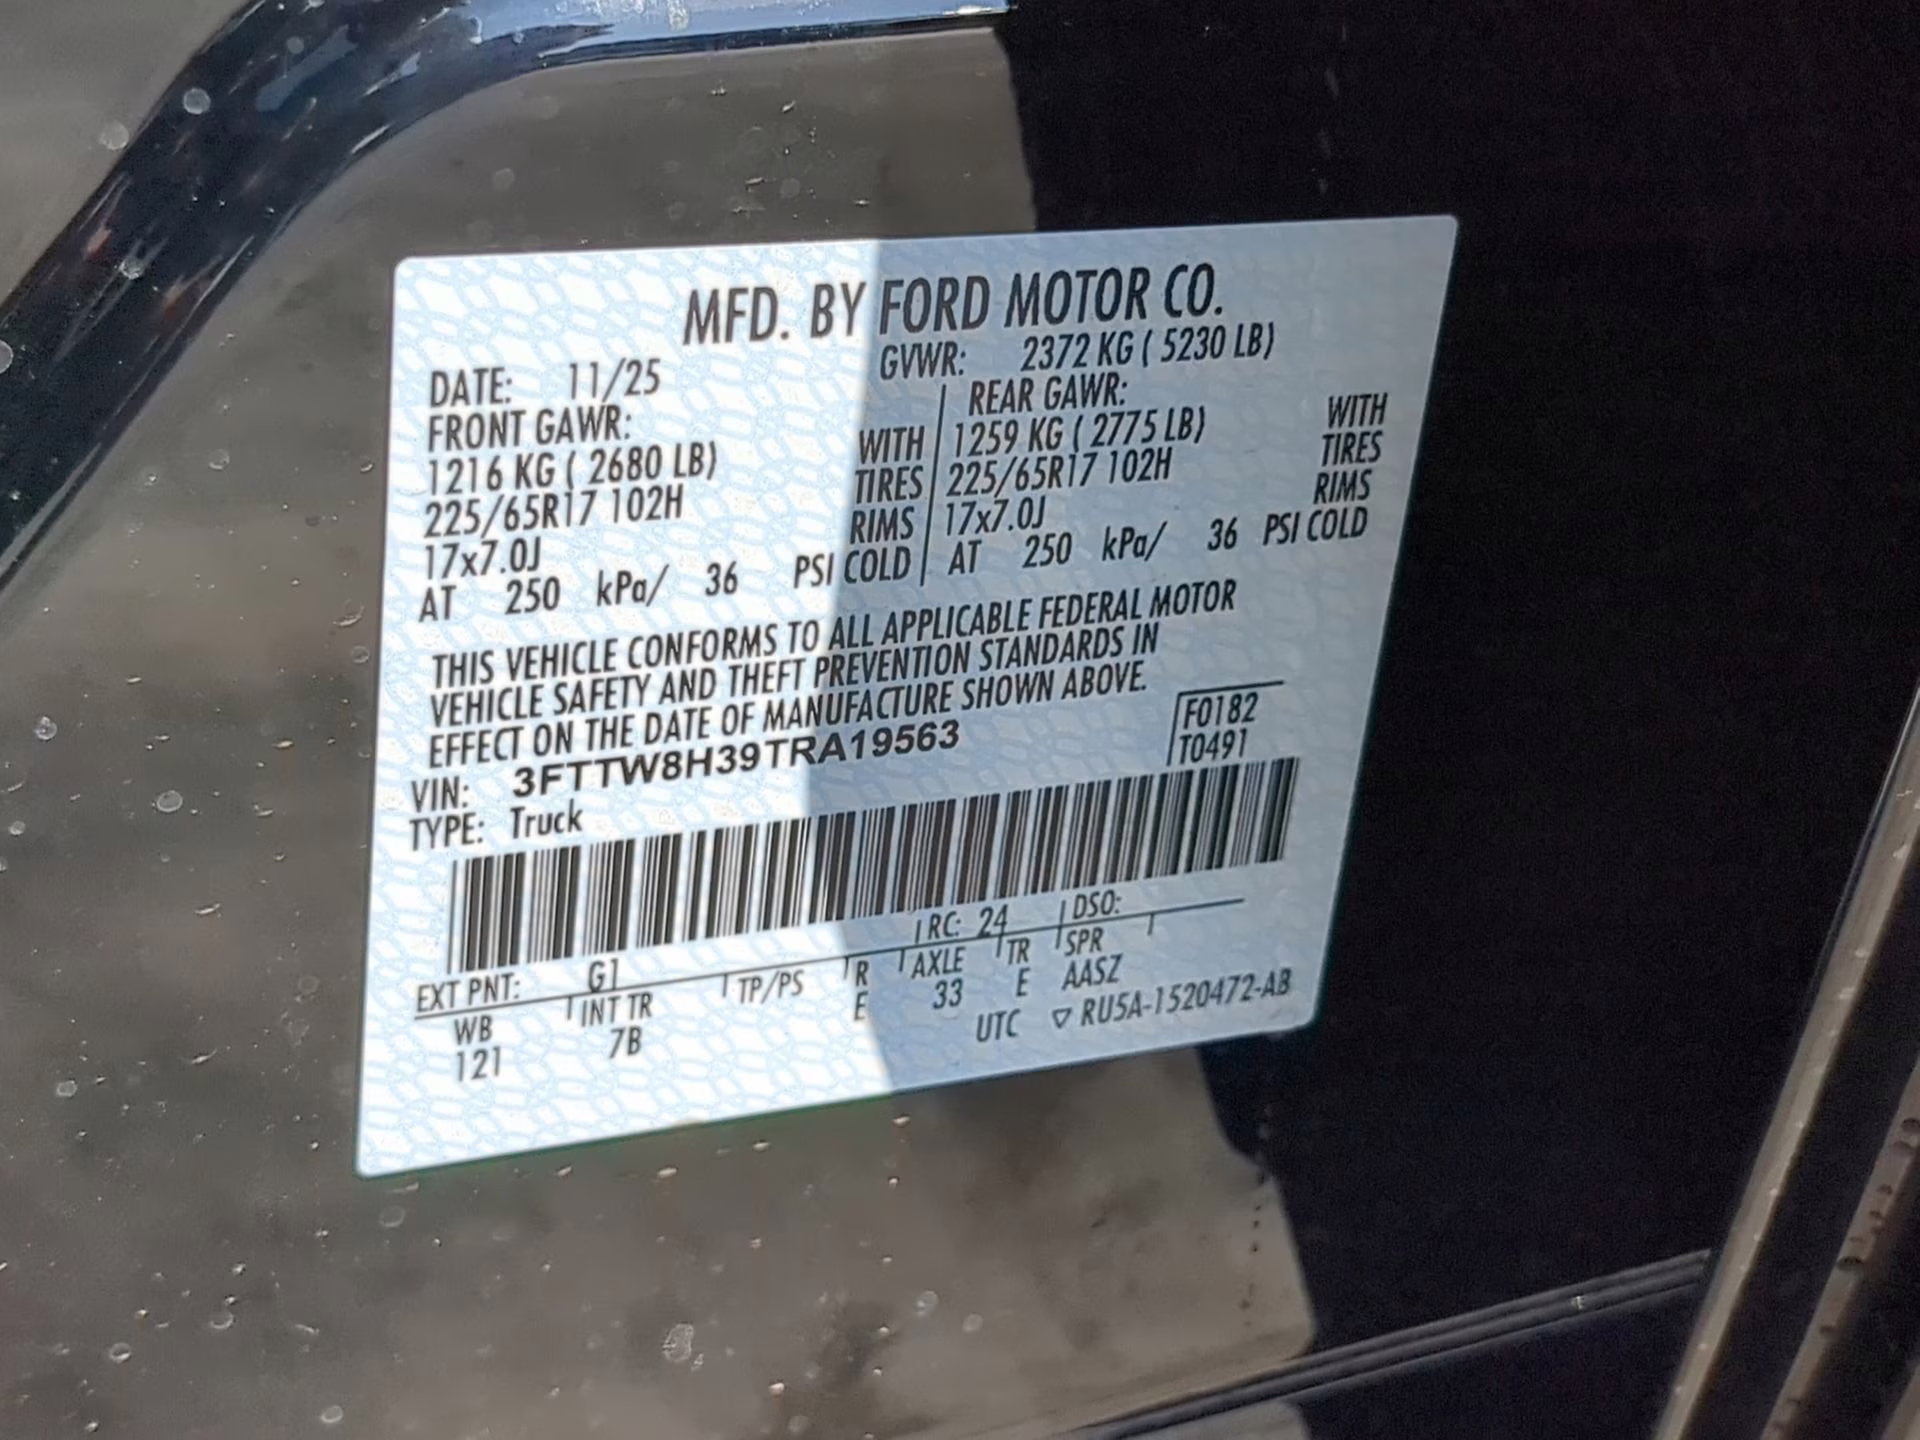 MFD. BY FORD MOTOR CO.
DATE: 11/25 GVWR: 2372 KG ( 5230 LB)
FRONT GAWR: REAR GAWR:
1216 KG ( 2680 LB) WITH 1259 KG ( 2775 LB) WITH
225/65R17 102H TIRES 225/65R17 102H TIRES
17x7.0J RIMS 17x7.0J RIMS
AT 250 kPa/ 36 PSI COLD AT 250 kPa/ 36 PSI COLD
THIS VEHICLE CONFORMS TO ALL APPLICABLE FEDERAL MOTOR
VEHICLE SAFETY AND THEFT PREVENTION STANDARDS IN
EFFECT ON THE DATE OF MANUFACTURE SHOWN ABOVE.
VIN: 3FTTW8H39TRA19563 F0182
TYPE: Truck T0491
EXT PNT: G1 RC: 24 DSO:
WB INT TR TP/PS R AXLE TR SPR
121 7B E 33 E AASZ
UTC ▽ RU5A-1520472-AB